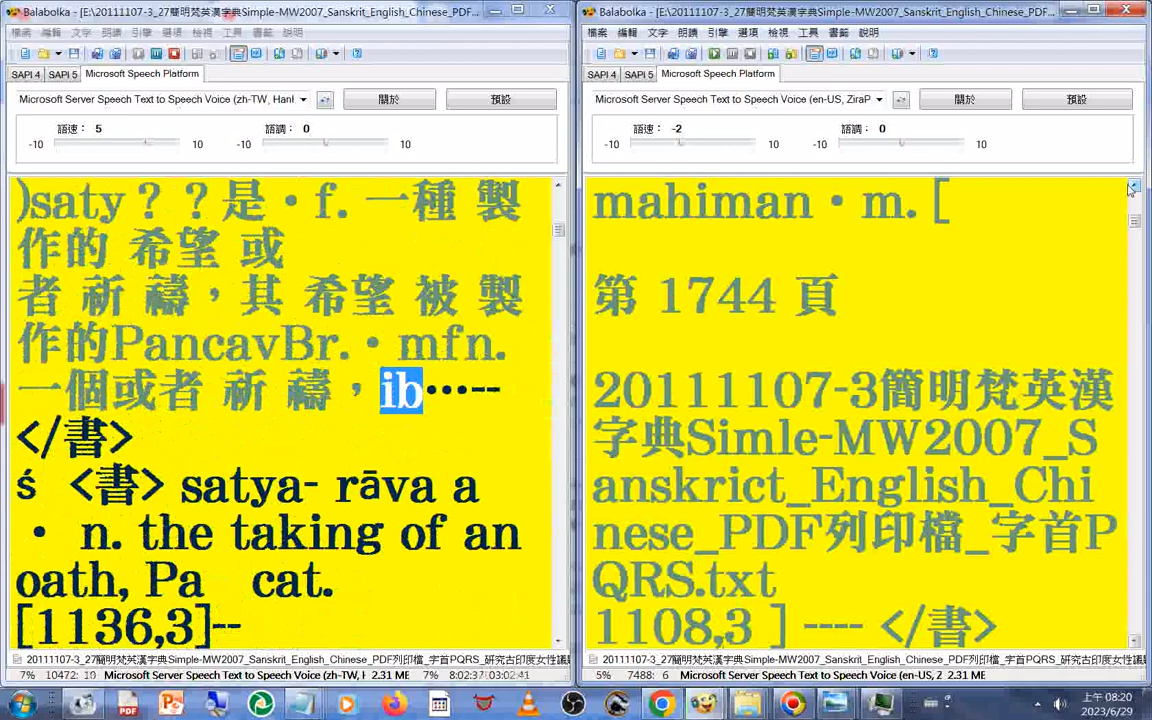 Balabolka - [E:\20111107-3_27簡明梵英漢字典Simple-MW2007_Sanskrit_English_Chinese_PDF...
檔案 編輯 文字 朗讀 引擎 選項 檢視 工具 書籤 說明
SAPI 4 SAPI 5 Microsoft Speech Platform
Microsoft Server Speech Text to Speech Voice (zh-TW, Hanl 關於 預設
語速： 5 語調： 0
-10 10 -10 10
)saty？？是・f. 一種 製
作的 希望 或
者 祈 禱，其 希望 被 製
作的PancavBr.・mfn.
一個或者 祈 禱， ib•••--
</書>
ś <書> satya- rāva a
・ n. the taking of an
oath, Pa cat.
[1136,3]--
20111107-3_27簡明梵英漢字典Simple-MW2007_Sanskrit_English_Chinese_PDF列印檔_字首PQRS_研究古印度女性議
7% 10472: 10 Microsoft Server Speech Text to Speech Voice (zh-TW, H 2.31 ME 7% 8:02:37-03:02:41
Balabolka - [E:\20111107-3_27簡明梵英漢字典Simple-MW2007_Sanskrit_English_Chinese_PDF...
檔案 編輯 文字 朗讀 引擎 選項 檢視 工具 書籤 說明
SAPI 4 SAPI 5 Microsoft Speech Platform
Microsoft Server Speech Text to Speech Voice (en-US, ZiraP 關於 預設
語速： -2 語調： 0
-10 10 -10 10
mahiman・m. [
第 1744 頁
20111107-3簡明梵英漢
字典Simle-MW2007_S
anskrict_English_Chi
nese_PDF列印檔_字首P
QRS.txt
1108,3 ] ---- </書>
20111107-3_27簡明梵英漢字典Simple-MW2007_Sanskrit_English_Chinese_PDF列印檔_字首PQRS_研究古印度女性議
5% 7488: 6 Microsoft Server Speech Text to Speech Voice (en-US, Z 2.31 ME
上午 08:20
2023/6/29